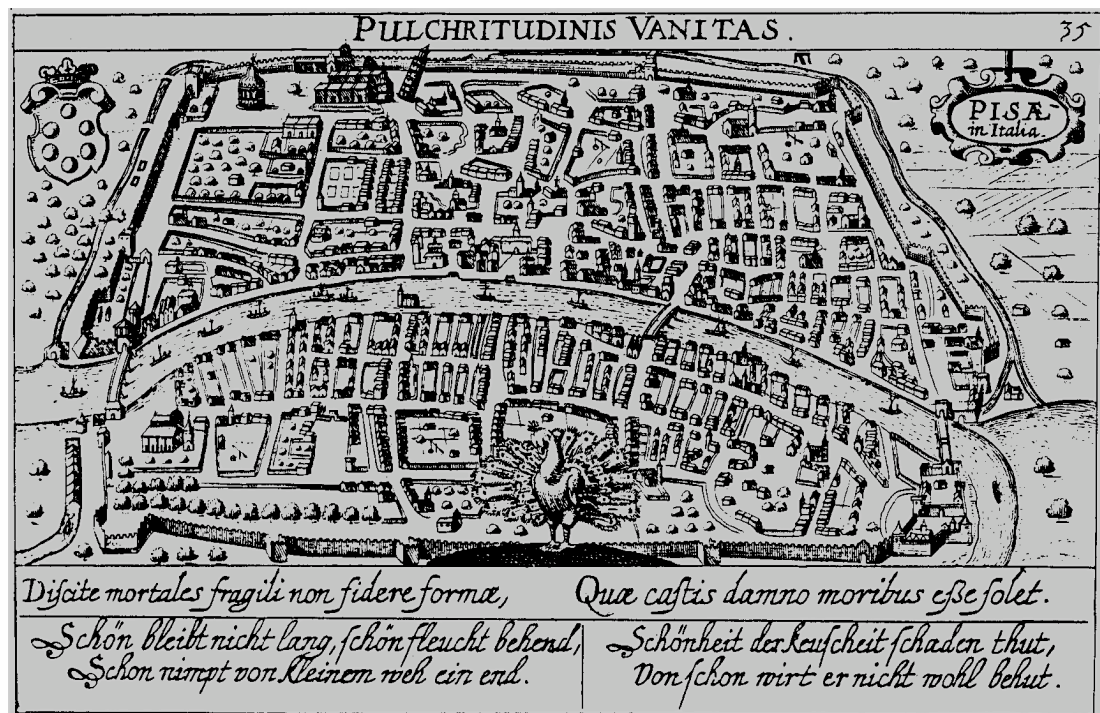 PULCHRITUDINIS VANITAS.
35
PISÆ
in Italia.
Diſcite mortales fragili non fidere formæ,
Quæ caſtis damno moribus eſſe ſolet.
Schön bleibt nicht lang, ſchön fleucht behend,
Schon nimpt von kleinem weh ein end.
Schönheit der keuſcheit ſchaden thut,
Von ſchon wirt er nicht wohl behut.